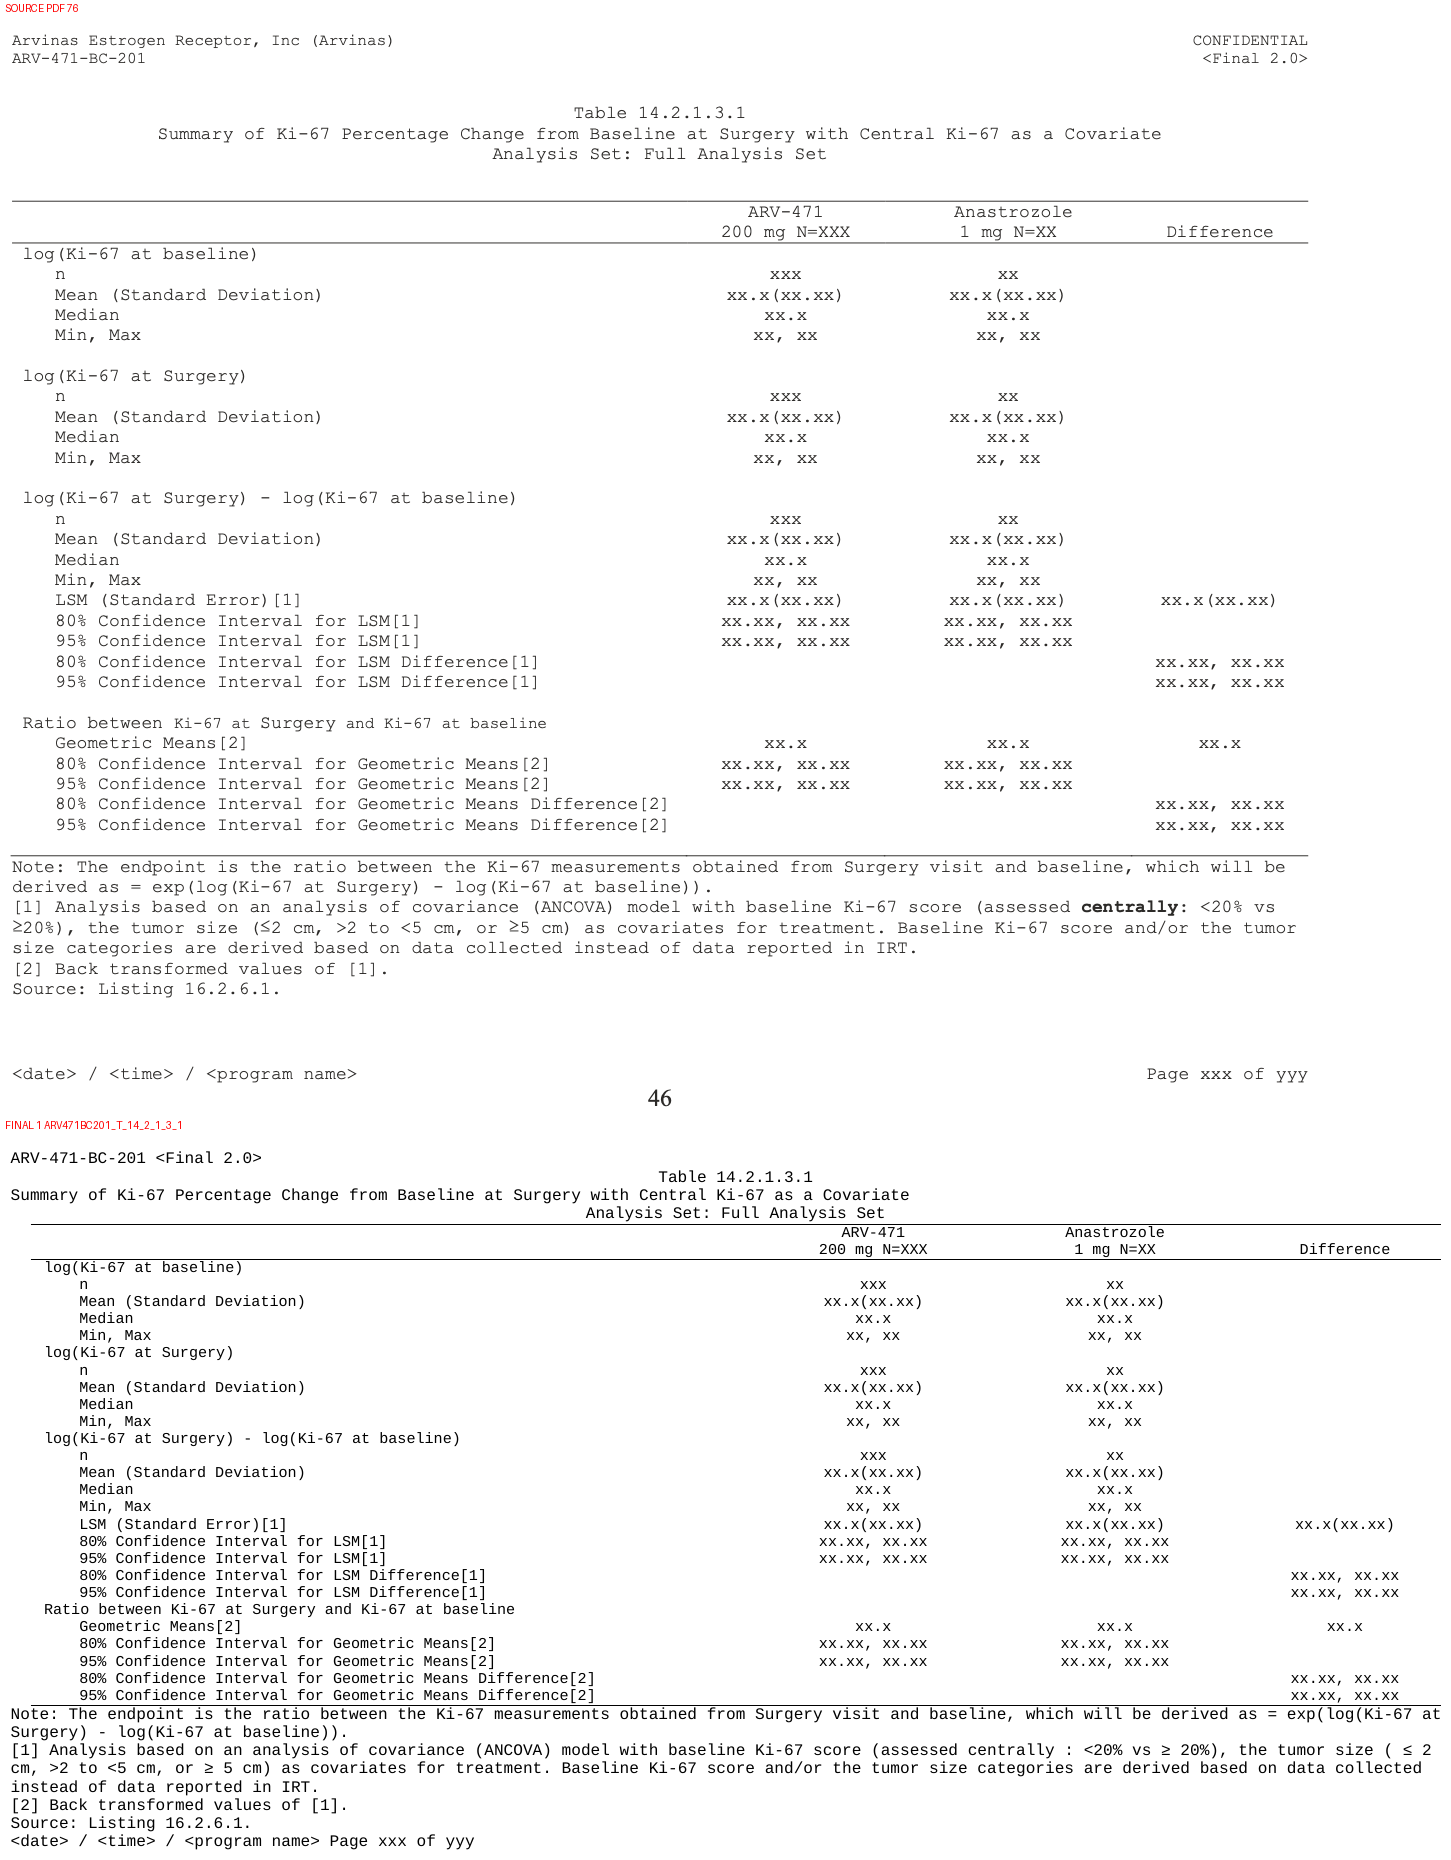 SOURCE PDF 76
Arvinas Estrogen Receptor, Inc (Arvinas) CONFIDENTIAL
ARV-471-BC-201 <Final 2.0>
Table 14.2.1.3.1
Summary of Ki-67 Percentage Change from Baseline at Surgery with Central Ki-67 as a Covariate
Analysis Set: Full Analysis Set
ARV-471 Anastrozole
200 mg N=XXX 1 mg N=XX Difference
log(Ki-67 at baseline)
n xxx xx
Mean (Standard Deviation) xx.x(xx.xx) xx.x(xx.xx)
Median xx.x xx.x
Min, Max xx, xx xx, xx
log(Ki-67 at Surgery)
n xxx xx
Mean (Standard Deviation) xx.x(xx.xx) xx.x(xx.xx)
Median xx.x xx.x
Min, Max xx, xx xx, xx
log(Ki-67 at Surgery) - log(Ki-67 at baseline)
n xxx xx
Mean (Standard Deviation) xx.x(xx.xx) xx.x(xx.xx)
Median xx.x xx.x
Min, Max xx, xx xx, xx
LSM (Standard Error)[1] xx.x(xx.xx) xx.x(xx.xx) xx.x(xx.xx)
80% Confidence Interval for LSM[1] xx.xx, xx.xx xx.xx, xx.xx
95% Confidence Interval for LSM[1] xx.xx, xx.xx xx.xx, xx.xx
80% Confidence Interval for LSM Difference[1] xx.xx, xx.xx
95% Confidence Interval for LSM Difference[1] xx.xx, xx.xx
Ratio between Ki-67 at Surgery and Ki-67 at baseline
Geometric Means[2] xx.x xx.x xx.x
80% Confidence Interval for Geometric Means[2] xx.xx, xx.xx xx.xx, xx.xx
95% Confidence Interval for Geometric Means[2] xx.xx, xx.xx xx.xx, xx.xx
80% Confidence Interval for Geometric Means Difference[2] xx.xx, xx.xx
95% Confidence Interval for Geometric Means Difference[2] xx.xx, xx.xx
Note: The endpoint is the ratio between the Ki-67 measurements obtained from Surgery visit and baseline, which will be
derived as = exp(log(Ki-67 at Surgery) - log(Ki-67 at baseline)).
[1] Analysis based on an analysis of covariance (ANCOVA) model with baseline Ki-67 score (assessed centrally: <20% vs
≥20%), the tumor size (≤2 cm, >2 to <5 cm, or ≥5 cm) as covariates for treatment. Baseline Ki-67 score and/or the tumor
size categories are derived based on data collected instead of data reported in IRT.
[2] Back transformed values of [1].
Source: Listing 16.2.6.1.
<date> / <time> / <program name> Page xxx of yyy
46
FINAL 1 ARV471BC201_T_14_2_1_3_1
ARV-471-BC-201 <Final 2.0>
Table 14.2.1.3.1
Summary of Ki-67 Percentage Change from Baseline at Surgery with Central Ki-67 as a Covariate
Analysis Set: Full Analysis Set
ARV-471 Anastrozole
200 mg N=XXX 1 mg N=XX Difference
log(Ki-67 at baseline)
n xxx xx
Mean (Standard Deviation) xx.x(xx.xx) xx.x(xx.xx)
Median xx.x xx.x
Min, Max xx, xx xx, xx
log(Ki-67 at Surgery)
n xxx xx
Mean (Standard Deviation) xx.x(xx.xx) xx.x(xx.xx)
Median xx.x xx.x
Min, Max xx, xx xx, xx
log(Ki-67 at Surgery) - log(Ki-67 at baseline)
n xxx xx
Mean (Standard Deviation) xx.x(xx.xx) xx.x(xx.xx)
Median xx.x xx.x
Min, Max xx, xx xx, xx
LSM (Standard Error)[1] xx.x(xx.xx) xx.x(xx.xx) xx.x(xx.xx)
80% Confidence Interval for LSM[1] xx.xx, xx.xx xx.xx, xx.xx
95% Confidence Interval for LSM[1] xx.xx, xx.xx xx.xx, xx.xx
80% Confidence Interval for LSM Difference[1] xx.xx, xx.xx
95% Confidence Interval for LSM Difference[1] xx.xx, xx.xx
Ratio between Ki-67 at Surgery and Ki-67 at baseline
Geometric Means[2] xx.x xx.x xx.x
80% Confidence Interval for Geometric Means[2] xx.xx, xx.xx xx.xx, xx.xx
95% Confidence Interval for Geometric Means[2] xx.xx, xx.xx xx.xx, xx.xx
80% Confidence Interval for Geometric Means Difference[2] xx.xx, xx.xx
95% Confidence Interval for Geometric Means Difference[2] xx.xx, xx.xx
Note: The endpoint is the ratio between the Ki-67 measurements obtained from Surgery visit and baseline, which will be derived as = exp(log(Ki-67 at
Surgery) - log(Ki-67 at baseline)).
[1] Analysis based on an analysis of covariance (ANCOVA) model with baseline Ki-67 score (assessed centrally : <20% vs ≥ 20%), the tumor size ( ≤ 2
cm, >2 to <5 cm, or ≥ 5 cm) as covariates for treatment. Baseline Ki-67 score and/or the tumor size categories are derived based on data collected
instead of data reported in IRT.
[2] Back transformed values of [1].
Source: Listing 16.2.6.1.
<date> / <time> / <program name> Page xxx of yyy